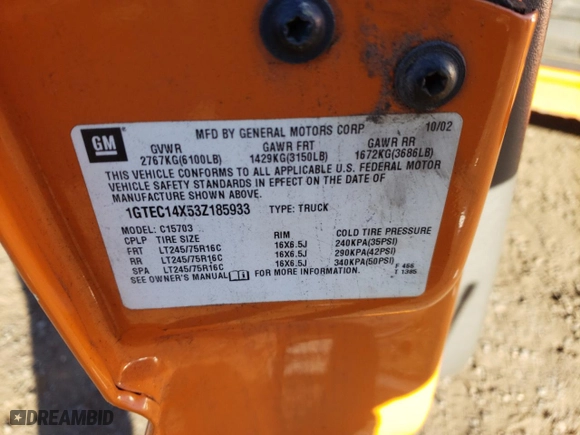 GM
MFD BY GENERAL MOTORS CORP 10/02
GVWR GAWR FRT GAWR RR
2767KG(6100LB) 1429KG(3150LB) 1672KG(3686LB)
THIS VEHICLE CONFORMS TO ALL APPLICABLE U.S. FEDERAL MOTOR
VEHICLE SAFETY STANDARDS IN EFFECT ON THE DATE OF
MANUFACTURE SHOWN ABOVE.
1GTEC14X53Z185933 TYPE: TRUCK
MODEL: C15703
CPLP TIRE SIZE RIM COLD TIRE PRESSURE
FRT LT245/75R16C 16X6.5J 240KPA(35PSI)
RR LT245/75R16C 16X6.5J 290KPA(42PSI)
SPA LT245/75R16C 16X6.5J 340KPA(50PSI)
SEE OWNER'S MANUAL
F 466
T 1395
DREAMBID